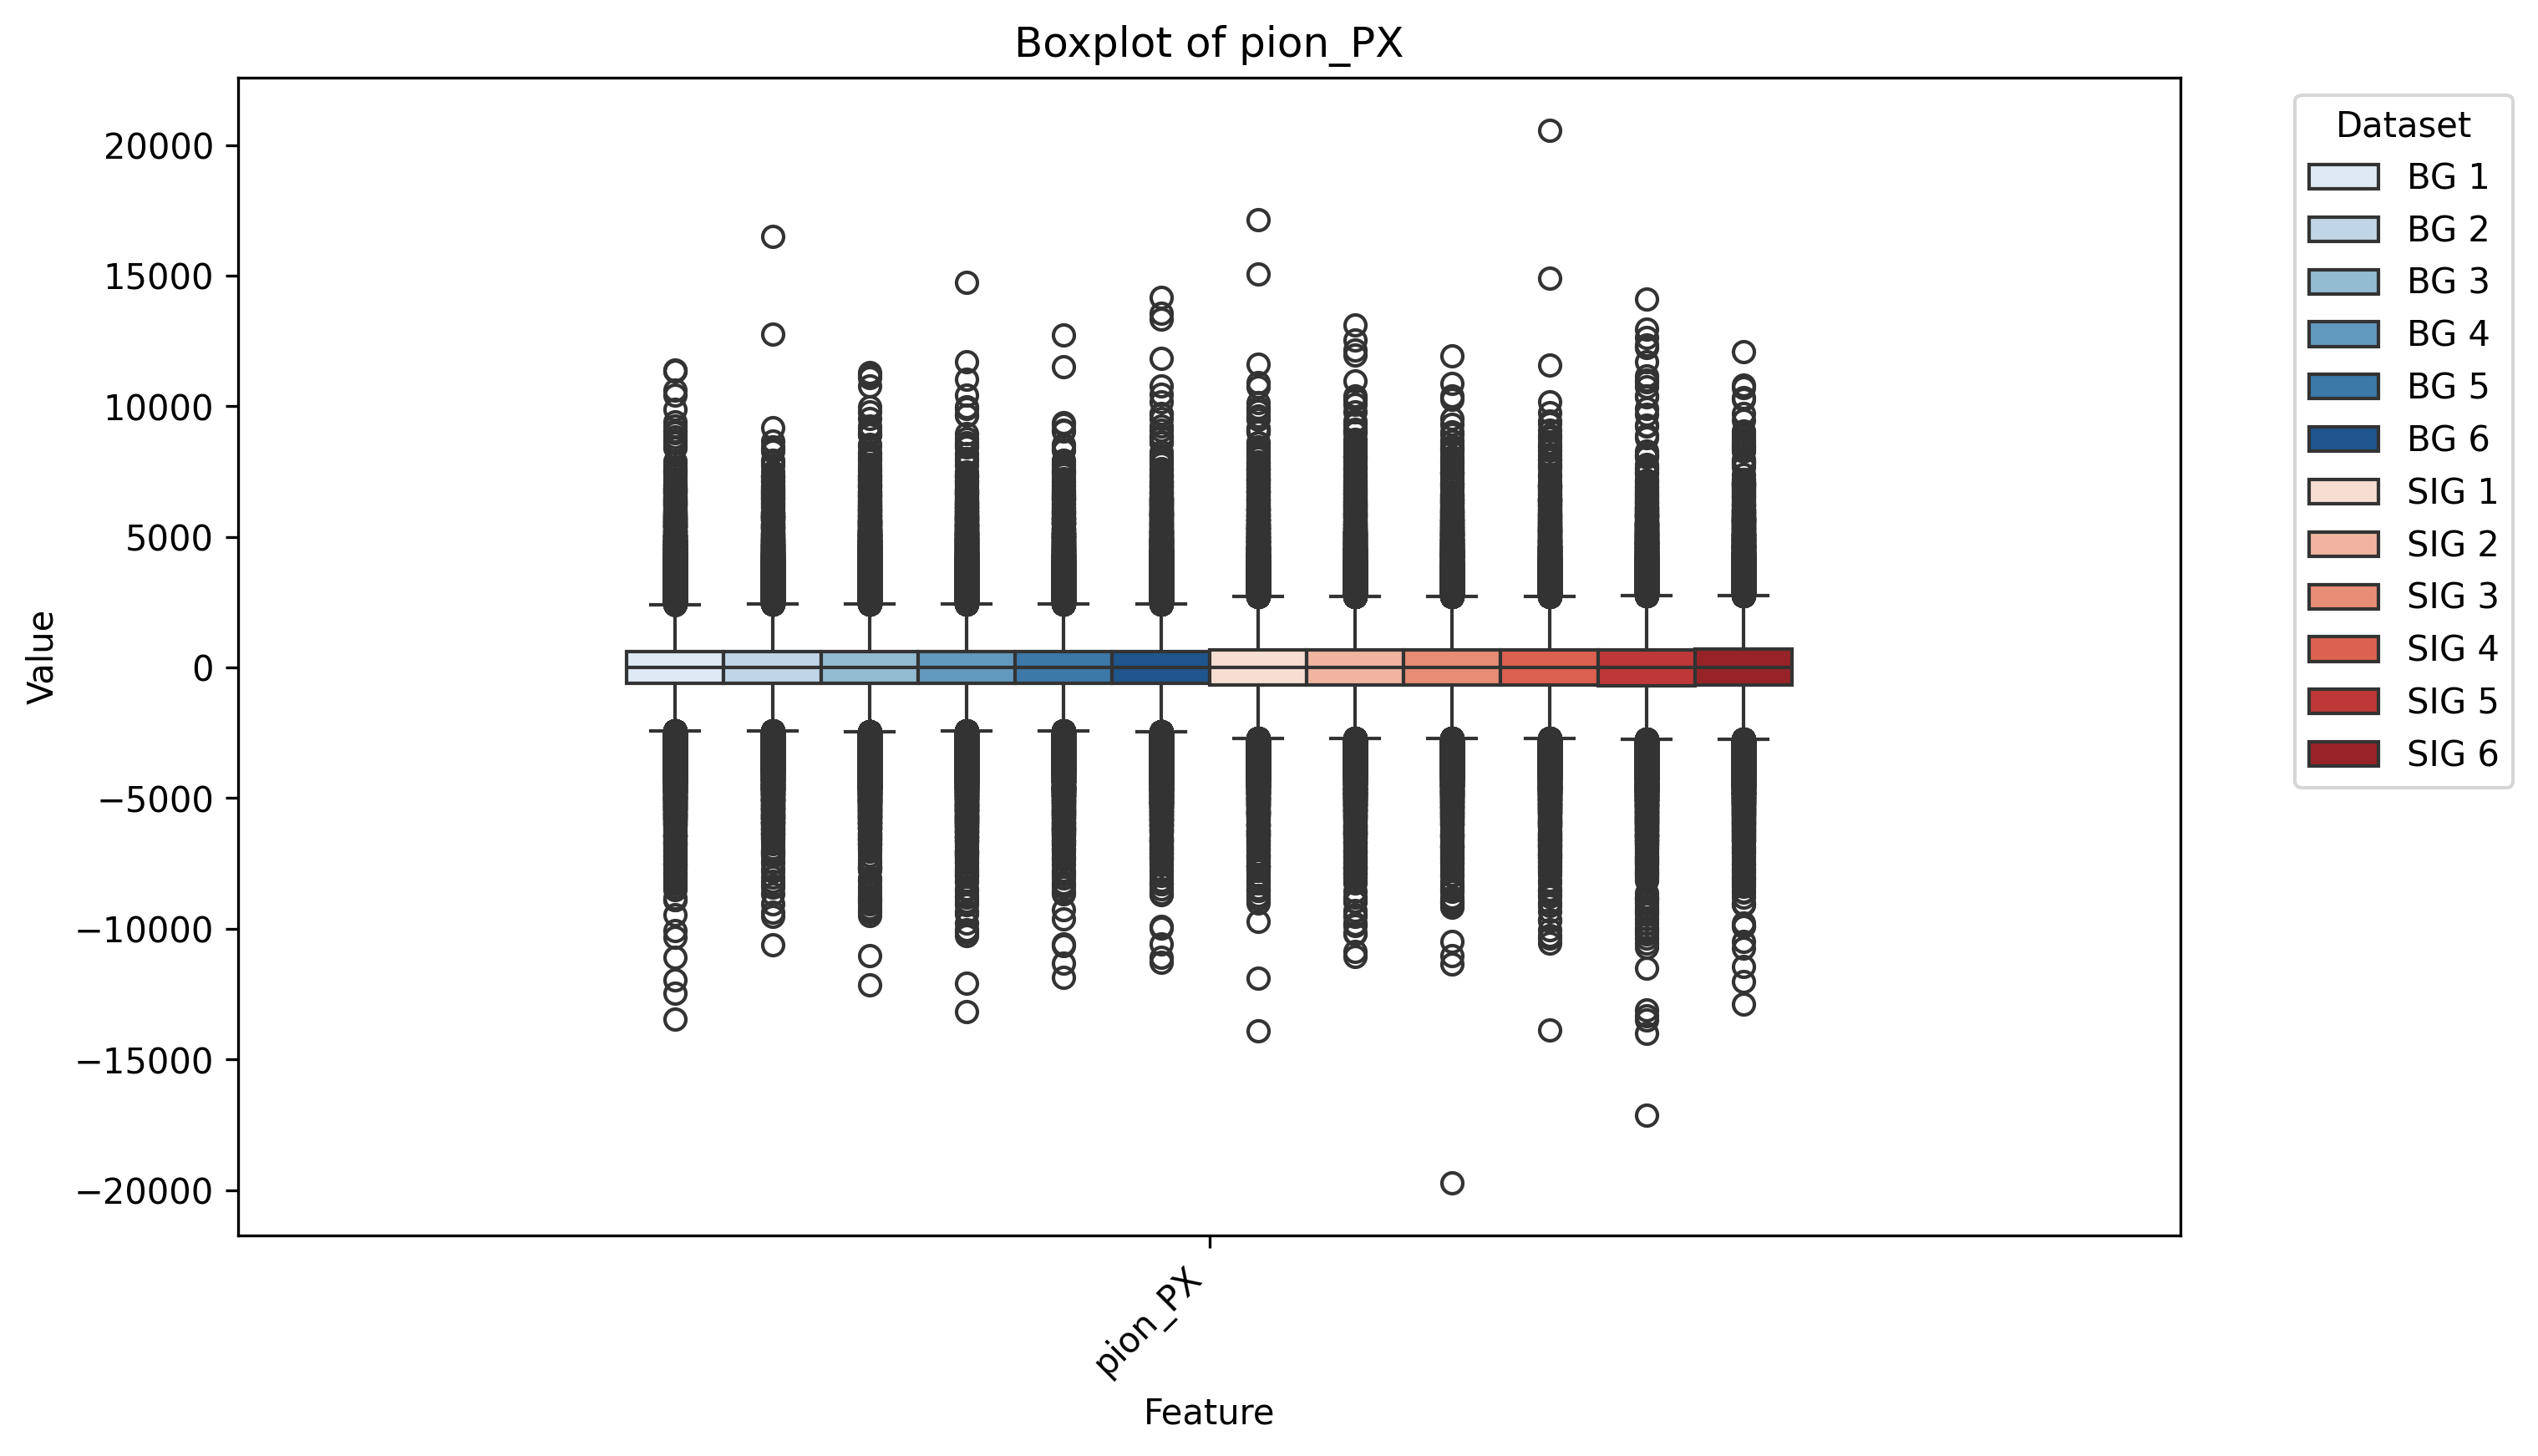 Boxplot of pion_PX
Value
20000
15000
10000
5000
0
−5000
−10000
−15000
−20000
pion_PX
Feature
Dataset
BG 1
BG 2
BG 3
BG 4
BG 5
BG 6
SIG 1
SIG 2
SIG 3
SIG 4
SIG 5
SIG 6